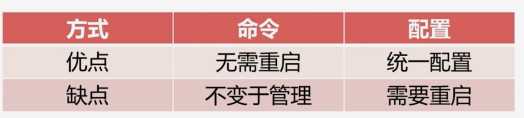 方式 命令 配置
优点 无需重启 统一配置
缺点 不变于管理 需要重启